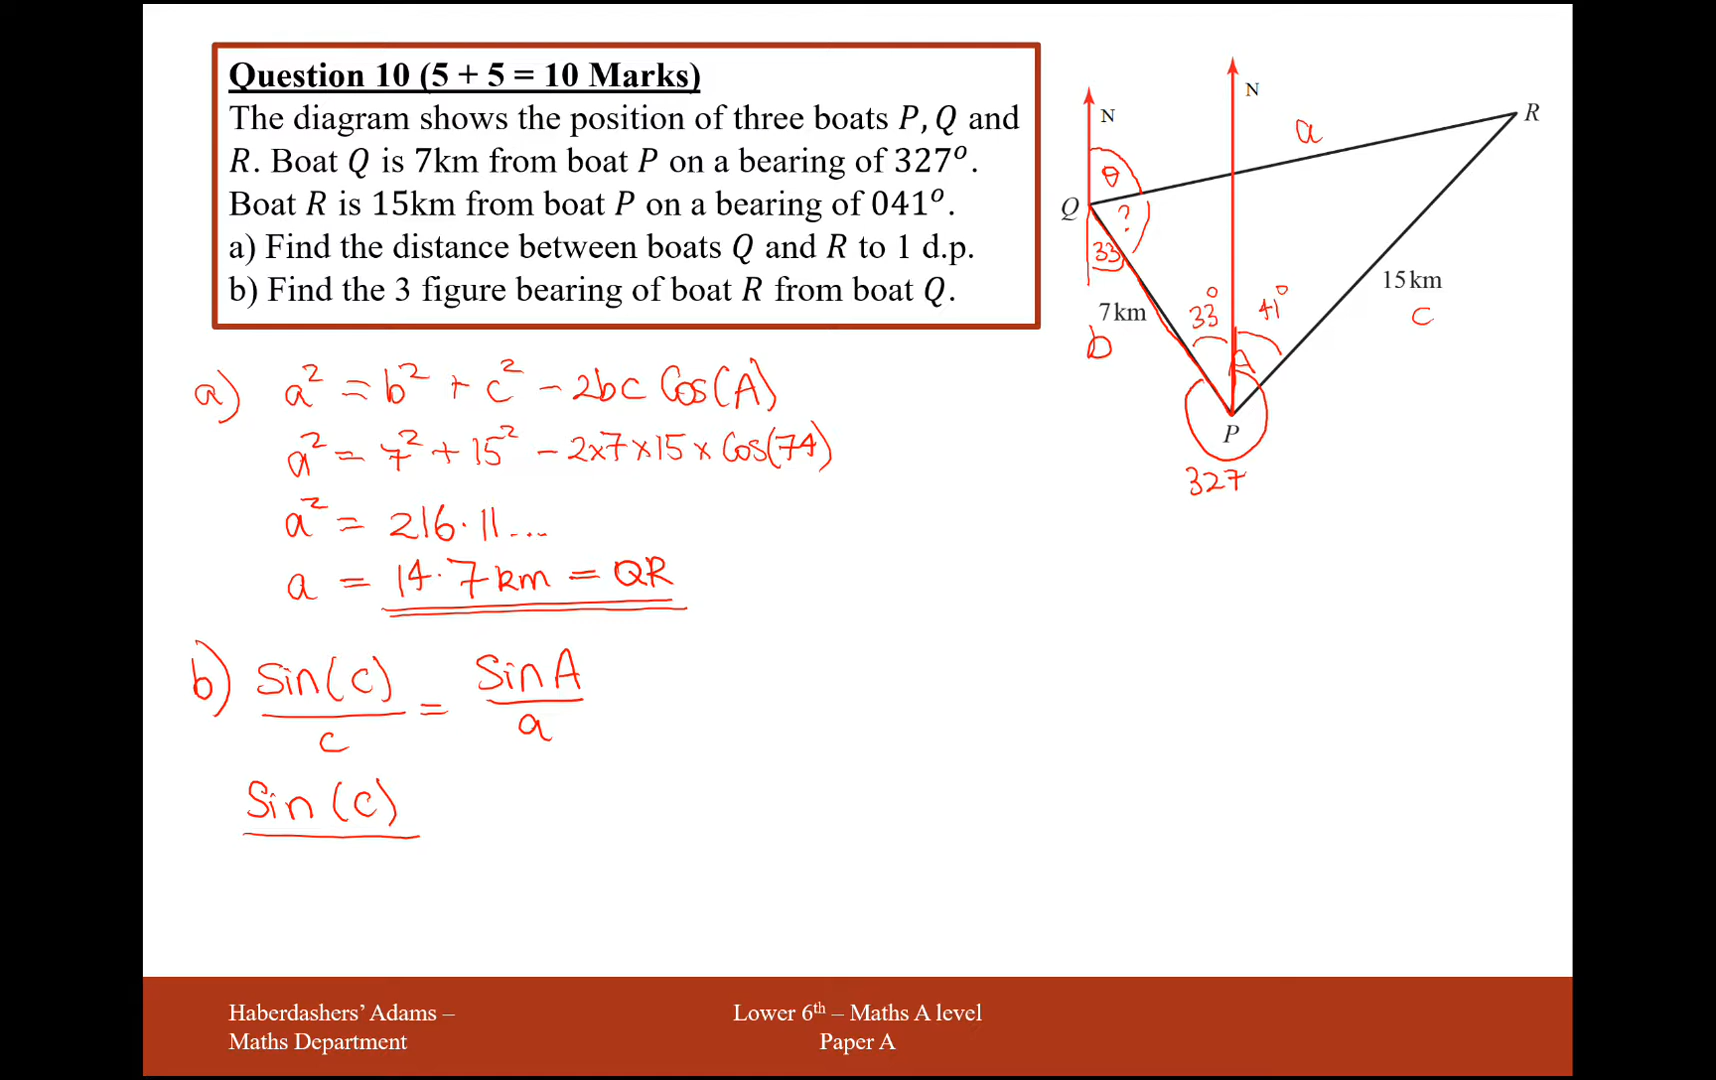 Question 10 (5 + 5 = 10 Marks)
The diagram shows the position of three boats P, Q and
R. Boat Q is 7km from boat P on a bearing of 327°.
Boat R is 15km from boat P on a bearing of 041°.
a) Find the distance between boats Q and R to 1 d.p.
b) Find the 3 figure bearing of boat R from boat Q.
N
N
R
a
θ
Q
?
33
15km
c
7km
b
33°
41°
A
P
327
a) a² = b² + c² - 2bc Cos(A)
a² = 7² + 15² - 2×7×15× Cos(74)
a² = 216.11...
a = 14.7km = QR
b) Sin(C)/c = Sin A/a
Sin (C)
Haberdashers' Adams –
Maths Department
Lower 6th – Maths A level
Paper A